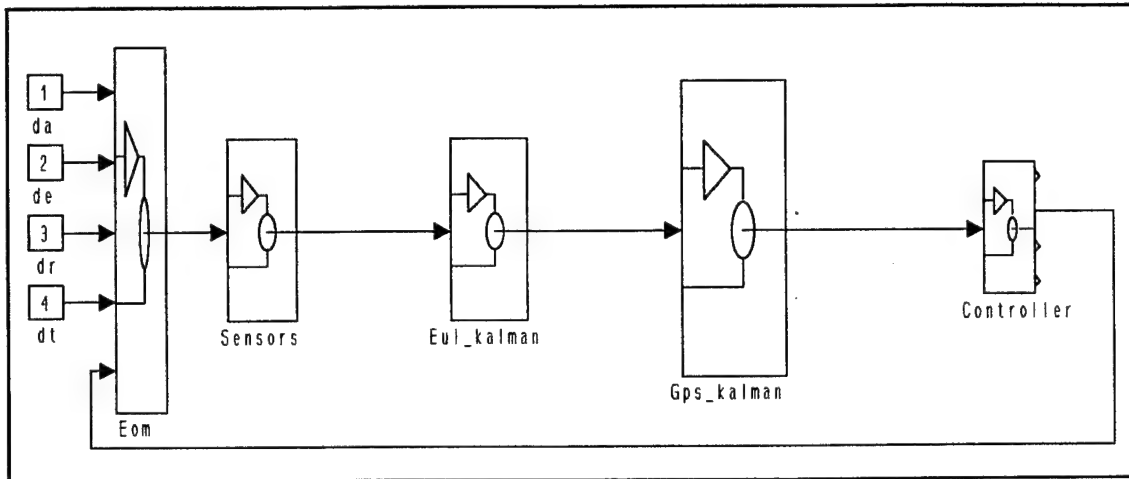 1
da
2
de
3
dr
4
dt
Eom
Sensors
Eul_kalman
Gps_kalman
Controller